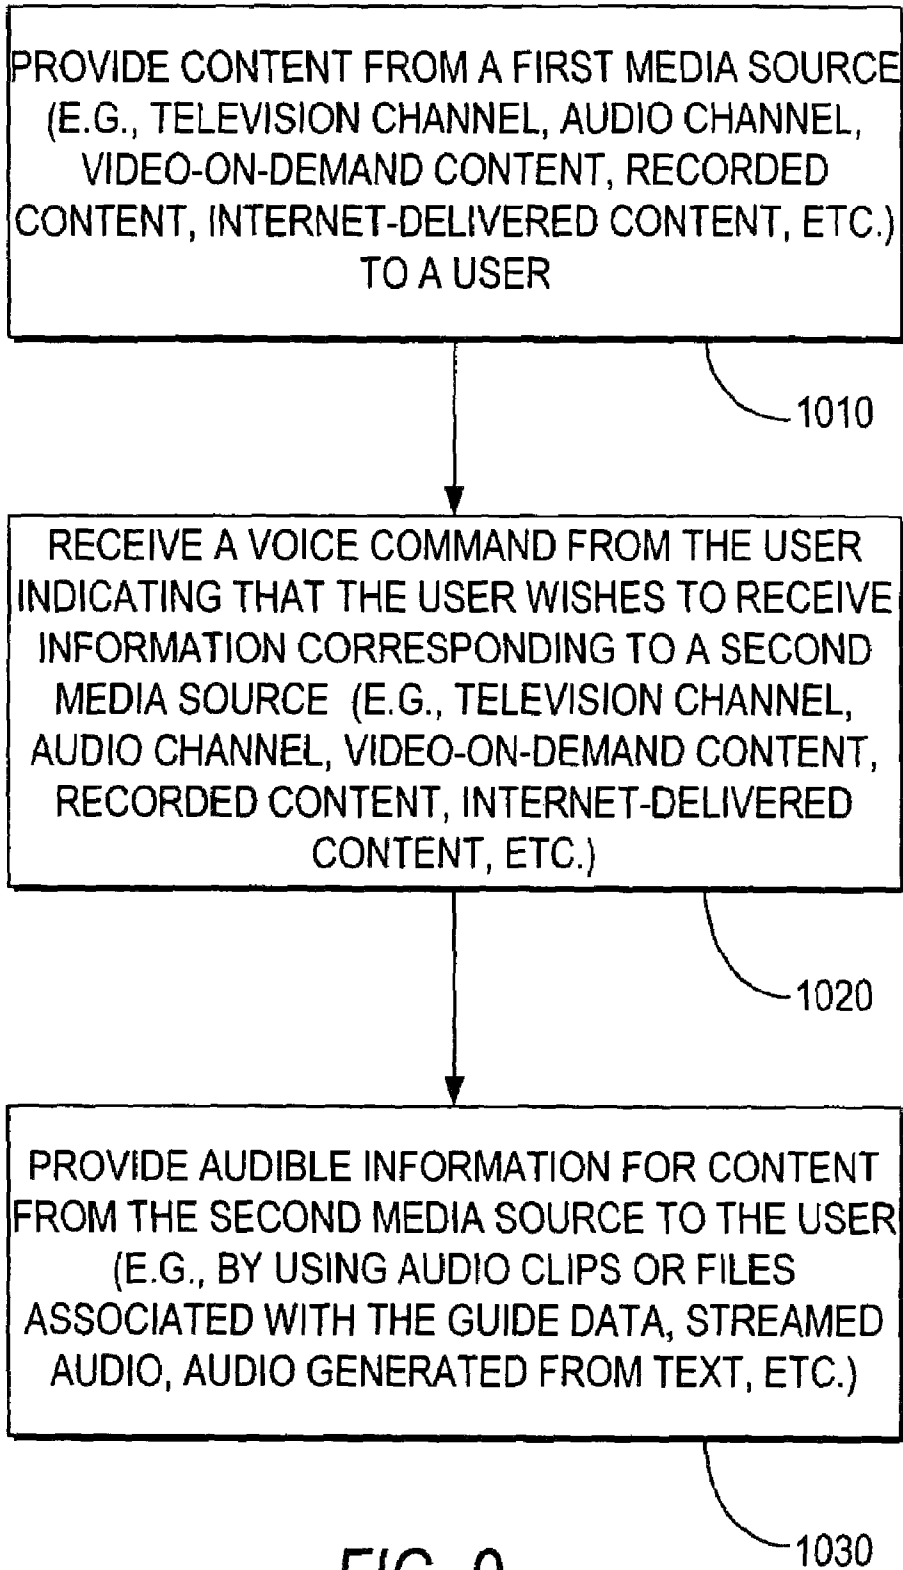 PROVIDE CONTENT FROM A FIRST MEDIA SOURCE
(E.G., TELEVISION CHANNEL, AUDIO CHANNEL,
VIDEO-ON-DEMAND CONTENT, RECORDED
CONTENT, INTERNET-DELIVERED CONTENT, ETC.)
TO A USER
1010
RECEIVE A VOICE COMMAND FROM THE USER
INDICATING THAT THE USER WISHES TO RECEIVE
INFORMATION CORRESPONDING TO A SECOND
MEDIA SOURCE (E.G., TELEVISION CHANNEL,
AUDIO CHANNEL, VIDEO-ON-DEMAND CONTENT,
RECORDED CONTENT, INTERNET-DELIVERED
CONTENT, ETC.)
1020
PROVIDE AUDIBLE INFORMATION FOR CONTENT
FROM THE SECOND MEDIA SOURCE TO THE USER
(E.G., BY USING AUDIO CLIPS OR FILES
ASSOCIATED WITH THE GUIDE DATA, STREAMED
AUDIO, AUDIO GENERATED FROM TEXT, ETC.)
1030
FIG.